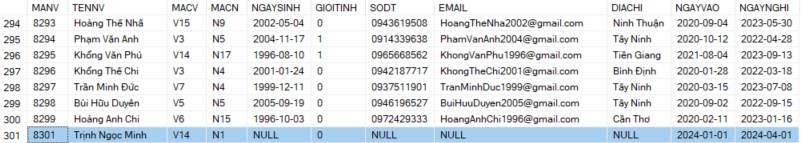 MANV TENNV MACV MACN NGAYSINH GIOITINH SODT EMAIL DIACHI NGAYVAO NGAYNGHI
294 8293 Hoàng Thế Nhã V15 N9 2002-05-04 0 0943619508 HoangTheNha2002@gmail.com Ninh Thuận 2020-09-04 2023-05-30
295 8294 Phạm Vân Anh V3 N5 2004-11-17 1 0914339638 PhamVanAnh2004@gmail.com Tây Ninh 2020-10-12 2022-04-28
296 8295 Khổng Văn Phú V14 N17 1996-08-10 1 0965668562 KhongVanPhu1996@gmail.com Tiền Giang 2021-08-04 2023-09-13
297 8296 Khổng Thế Chi V3 N4 2001-01-24 0 0942187717 KhongTheChi2001@gmail.com Bình Định 2020-01-28 2022-03-18
298 8297 Trần Minh Đức V7 N4 1999-12-11 0 0937511901 TranMinhDuc1999@gmail.com Tây Ninh 2020-03-15 2023-07-08
299 8298 Bùi Hữu Duyên V5 N5 2005-09-19 0 0946196527 BuiHuuDuyen2005@gmail.com Tây Ninh 2020-09-02 2022-09-15
300 8299 Hoàng Anh Chi V6 N15 1996-10-03 0 0972429333 HoangAnhChi1996@gmail.com Cần Thơ 2020-02-11 2023-01-16
301 8301 Trịnh Ngọc Minh V14 N1 NULL 0 NULL NULL NULL 2024-01-01 2024-04-01